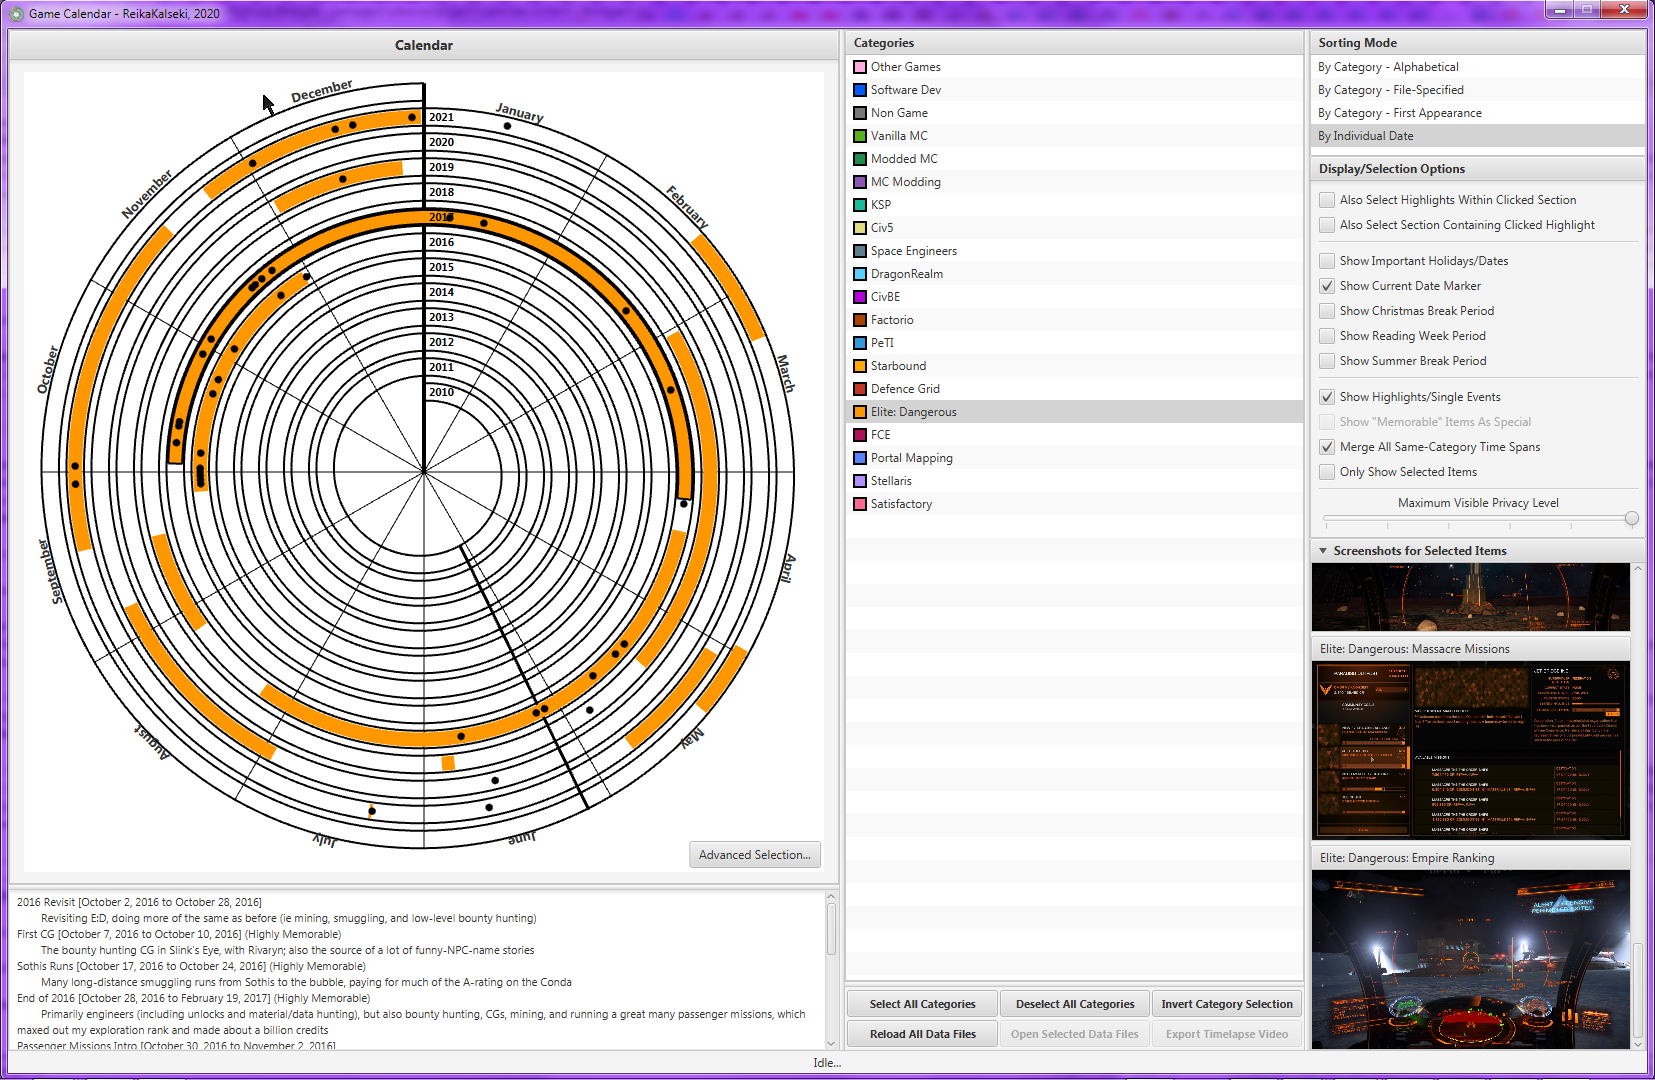 Game Calendar - ReikaKalseki, 2020
Calendar
December
January
February
March
April
May
June
July
August
September
October
November
2021
2020
2019
2018
2017
2016
2015
2014
2013
2012
2011
2010
Advanced Selection...
2016 Revisit [October 2, 2016 to October 28, 2016]
Revisiting E:D, doing more of the same as before (ie mining, smuggling, and low-level bounty hunting)
First CG [October 7, 2016 to October 10, 2016] (Highly Memorable)
The bounty hunting CG in Slink's Eye, with Rivaryn; also the source of a lot of funny-NPC-name stories
Sothis Runs [October 17, 2016 to October 24, 2016] (Highly Memorable)
Many long-distance smuggling runs from Sothis to the bubble, paying for much of the A-rating on the Conda
End of 2016 [October 28, 2016 to February 19, 2017] (Highly Memorable)
Primarily engineers (including unlocks and material/data hunting), but also bounty hunting, CGs, mining, and running a great many passenger missions, which
maxed out my exploration rank and made about a billion credits
Passenger Missions Intro [October 30, 2016 to November 2, 2016]
Categories
Other Games
Software Dev
Non Game
Vanilla MC
Modded MC
MC Modding
KSP
Civ5
Space Engineers
DragonRealm
CivBE
Factorio
PeTI
Starbound
Defence Grid
Elite: Dangerous
FCE
Portal Mapping
Stellaris
Satisfactory
Select All Categories
Deselect All Categories
Invert Category Selection
Reload All Data Files
Open Selected Data Files
Export Timelapse Video
Sorting Mode
By Category - Alphabetical
By Category - File-Specified
By Category - First Appearance
By Individual Date
Display/Selection Options
Also Select Highlights Within Clicked Section
Also Select Section Containing Clicked Highlight
Show Important Holidays/Dates
Show Current Date Marker
Show Christmas Break Period
Show Reading Week Period
Show Summer Break Period
Show Highlights/Single Events
Show "Memorable" Items As Special
Merge All Same-Category Time Spans
Only Show Selected Items
Maximum Visible Privacy Level
Screenshots for Selected Items
Elite: Dangerous: Massacre Missions
Elite: Dangerous: Empire Ranking
Idle...